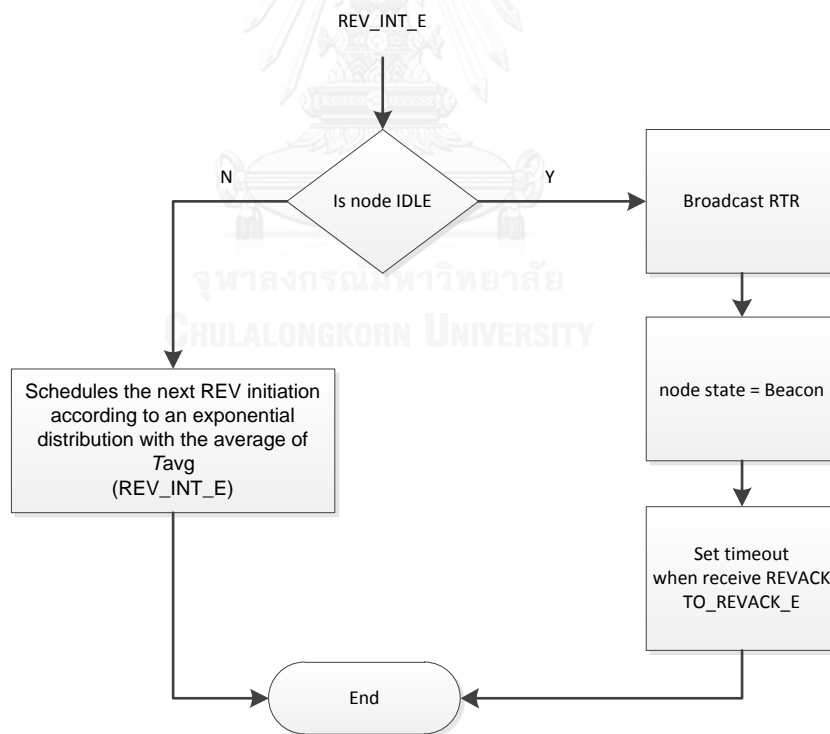 REV_INT_E
N
Is node IDLE
Y
Broadcast RTR
จุฬาลงกรณ์มหาวิทยาลัย
CHULALONGKORN UNIVERSITY
Schedules the next REV initiation
according to an exponential
distribution with the average of
Tavg
(REV_INT_E)
node state = Beacon
Set timeout
when receive REVACK
TO_REVACK_E
End